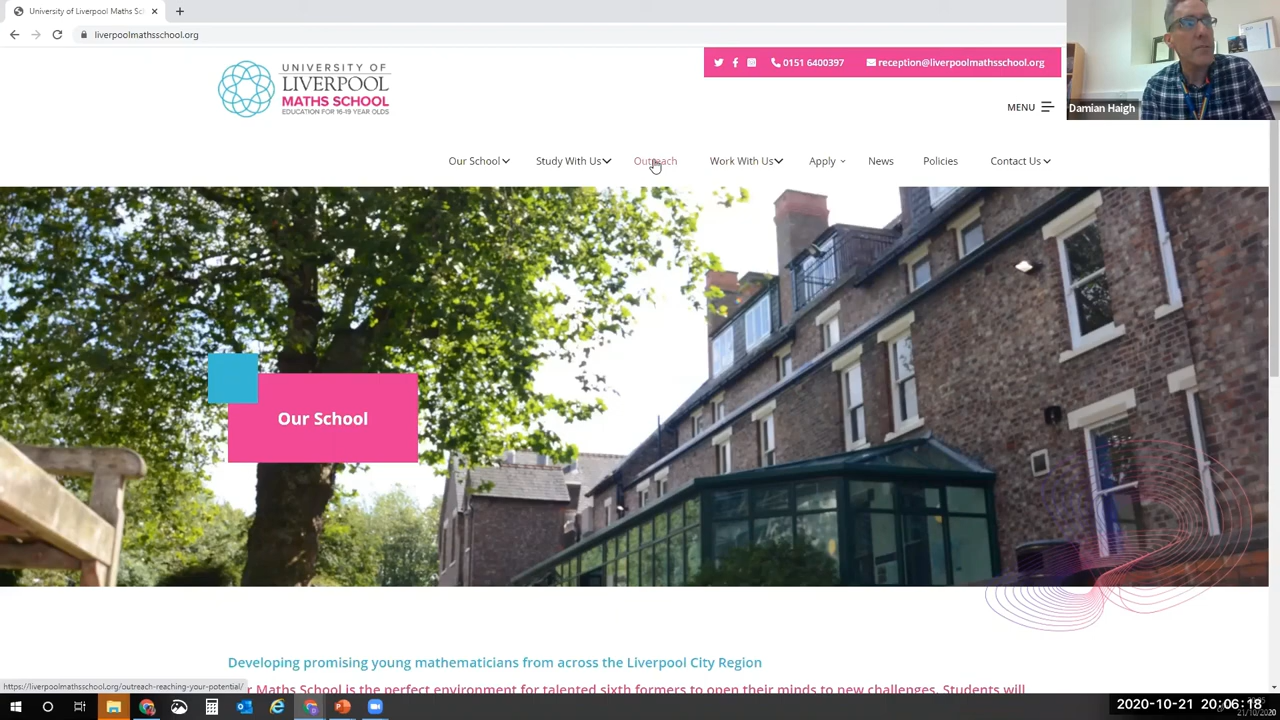 University of Liverpool Maths Sc
liverpoolmathsschool.org
UNIVERSITY OF
LIVERPOOL
MATHS SCHOOL
EDUCATION FOR 16-19 YEAR OLDS
0151 6400397
reception@liverpoolmathsschool.org
MENU
Damian Haigh
Our School
Study With Us
Outreach
Work With Us
Apply
News
Policies
Contact Us
Our School
Developing promising young mathematicians from across the Liverpool City Region
Maths School is the perfect environment for talented sixth formers to open their minds to new challenges. Students will
https://liverpoolmathsschool.org/outreach-reaching-your-potential/
2020-10-21 20:06:18
21/10/2020